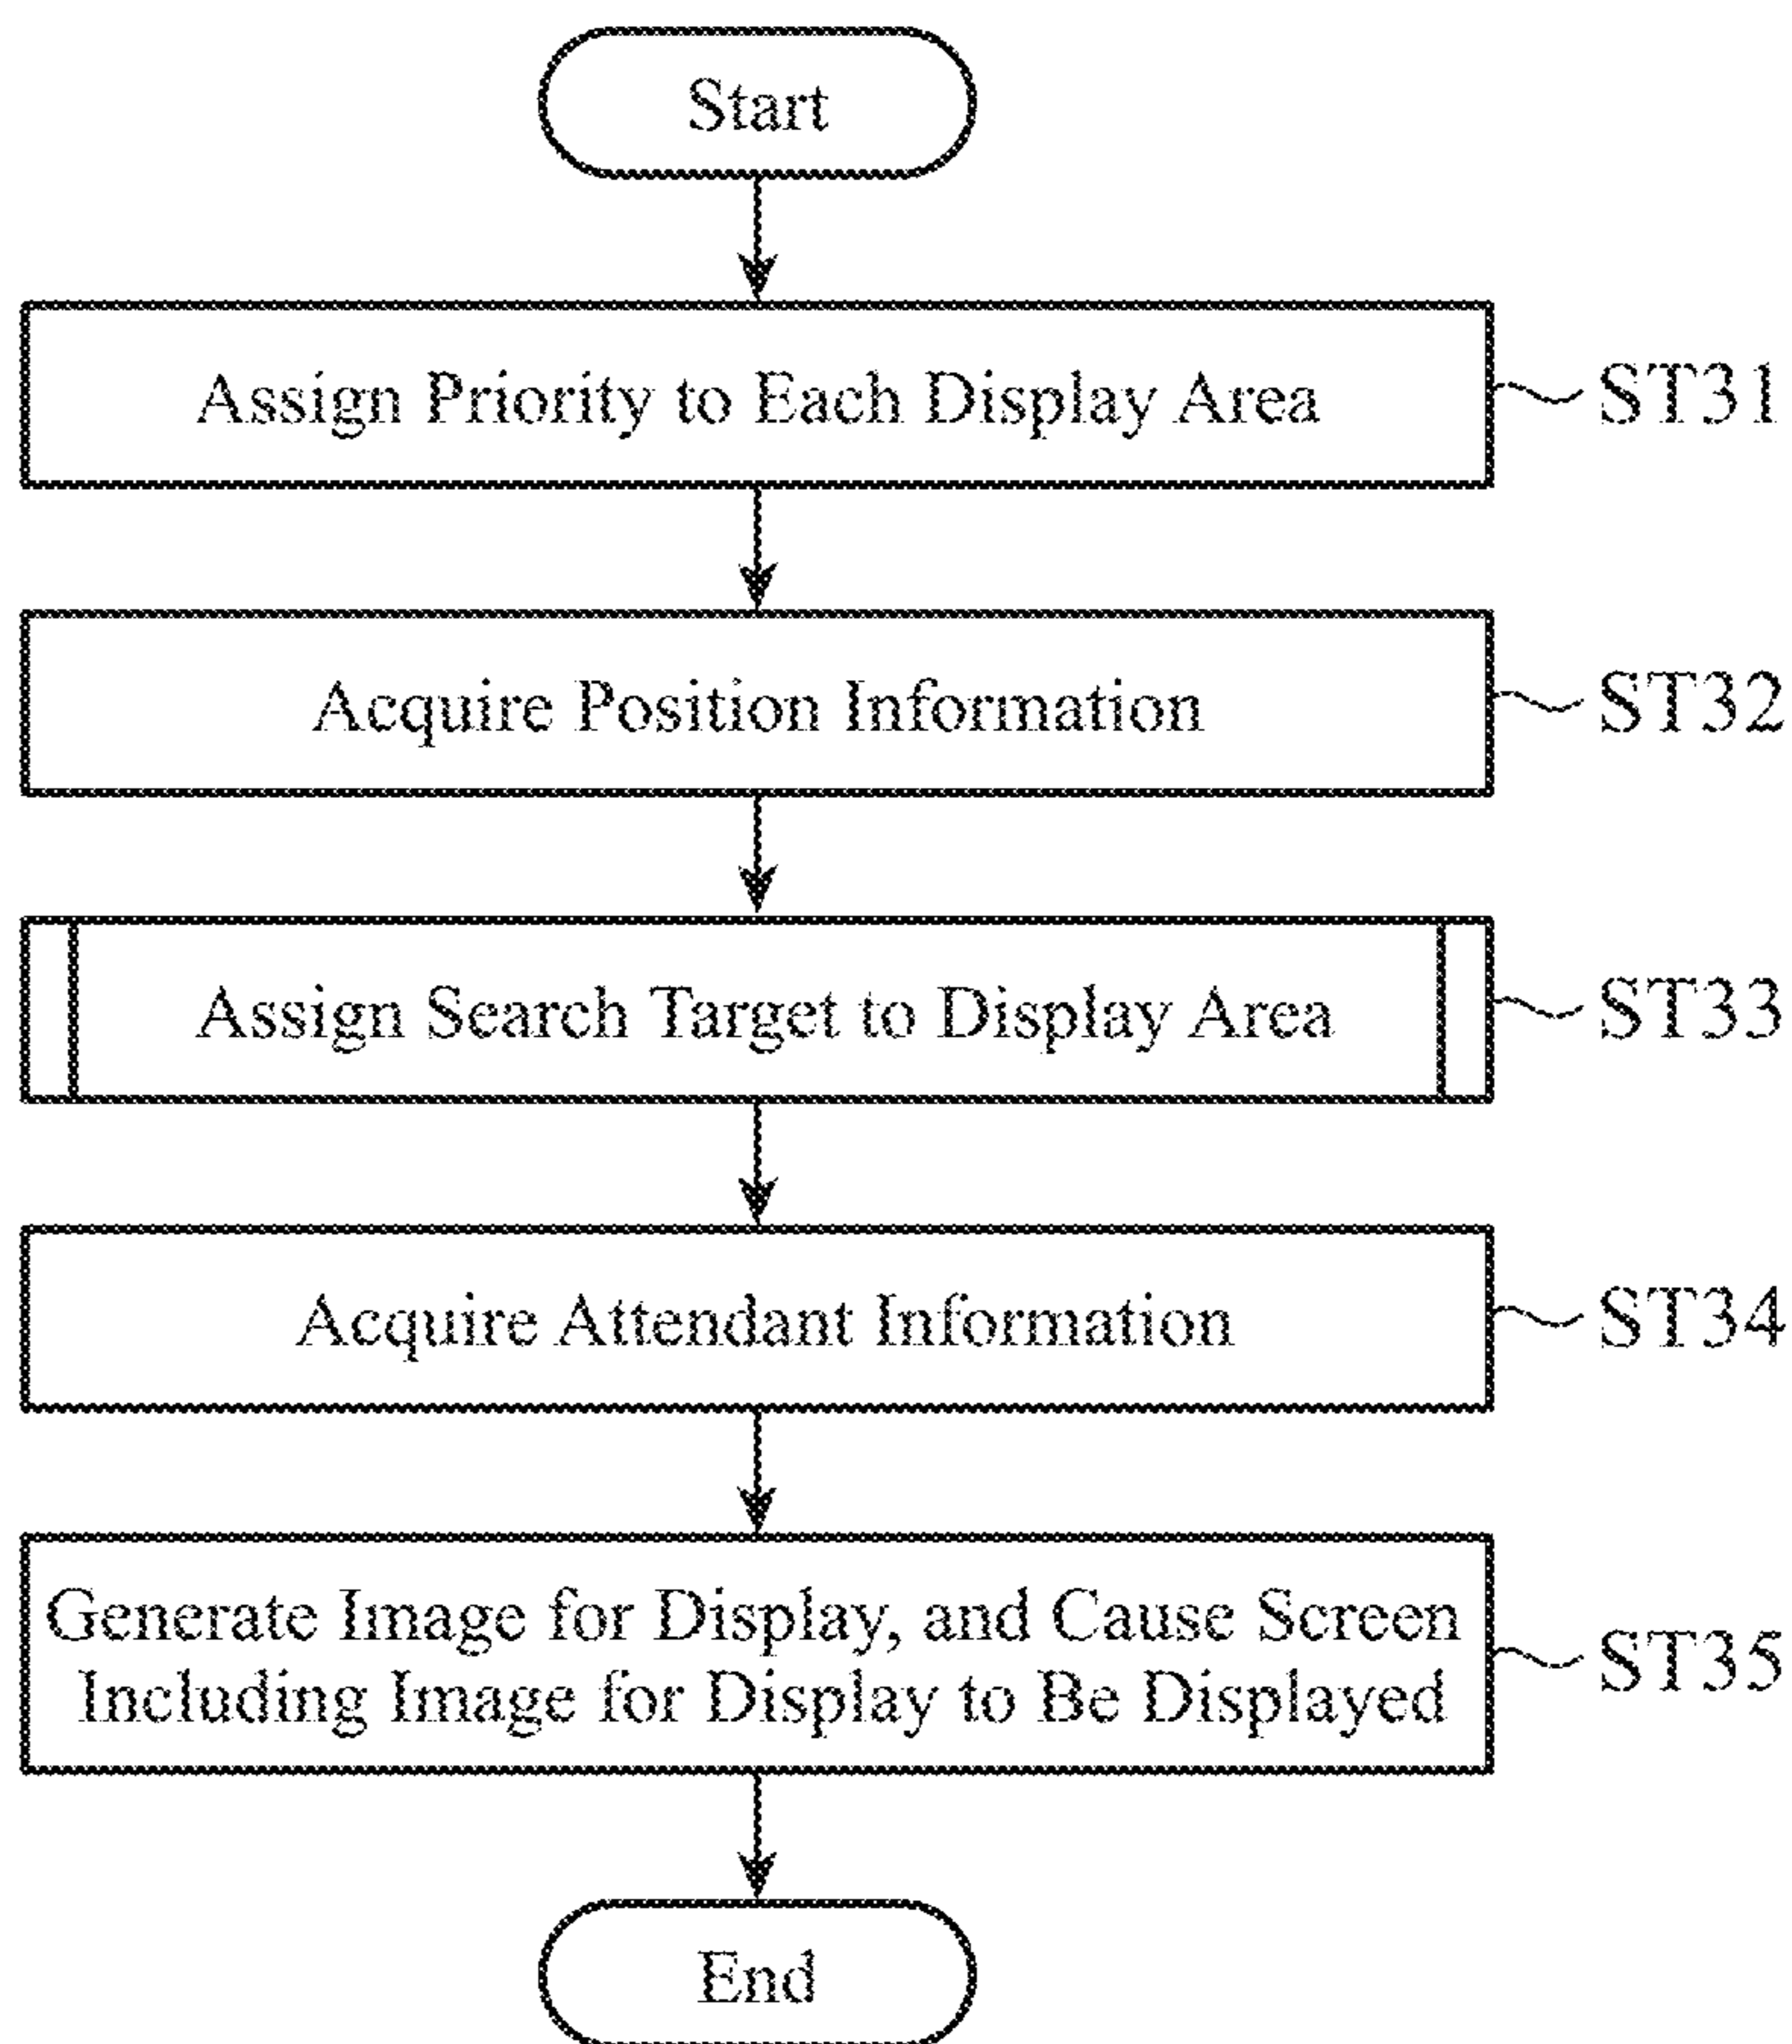 Start
Assign Priority to Each Display Area
ST31
Acquire Position Information
ST32
Assign Search Target to Display Area
ST33
Acquire Attendant Information
ST34
Generate Image for Display, and Cause Screen
Including Image for Display to Be Displayed
ST35
End